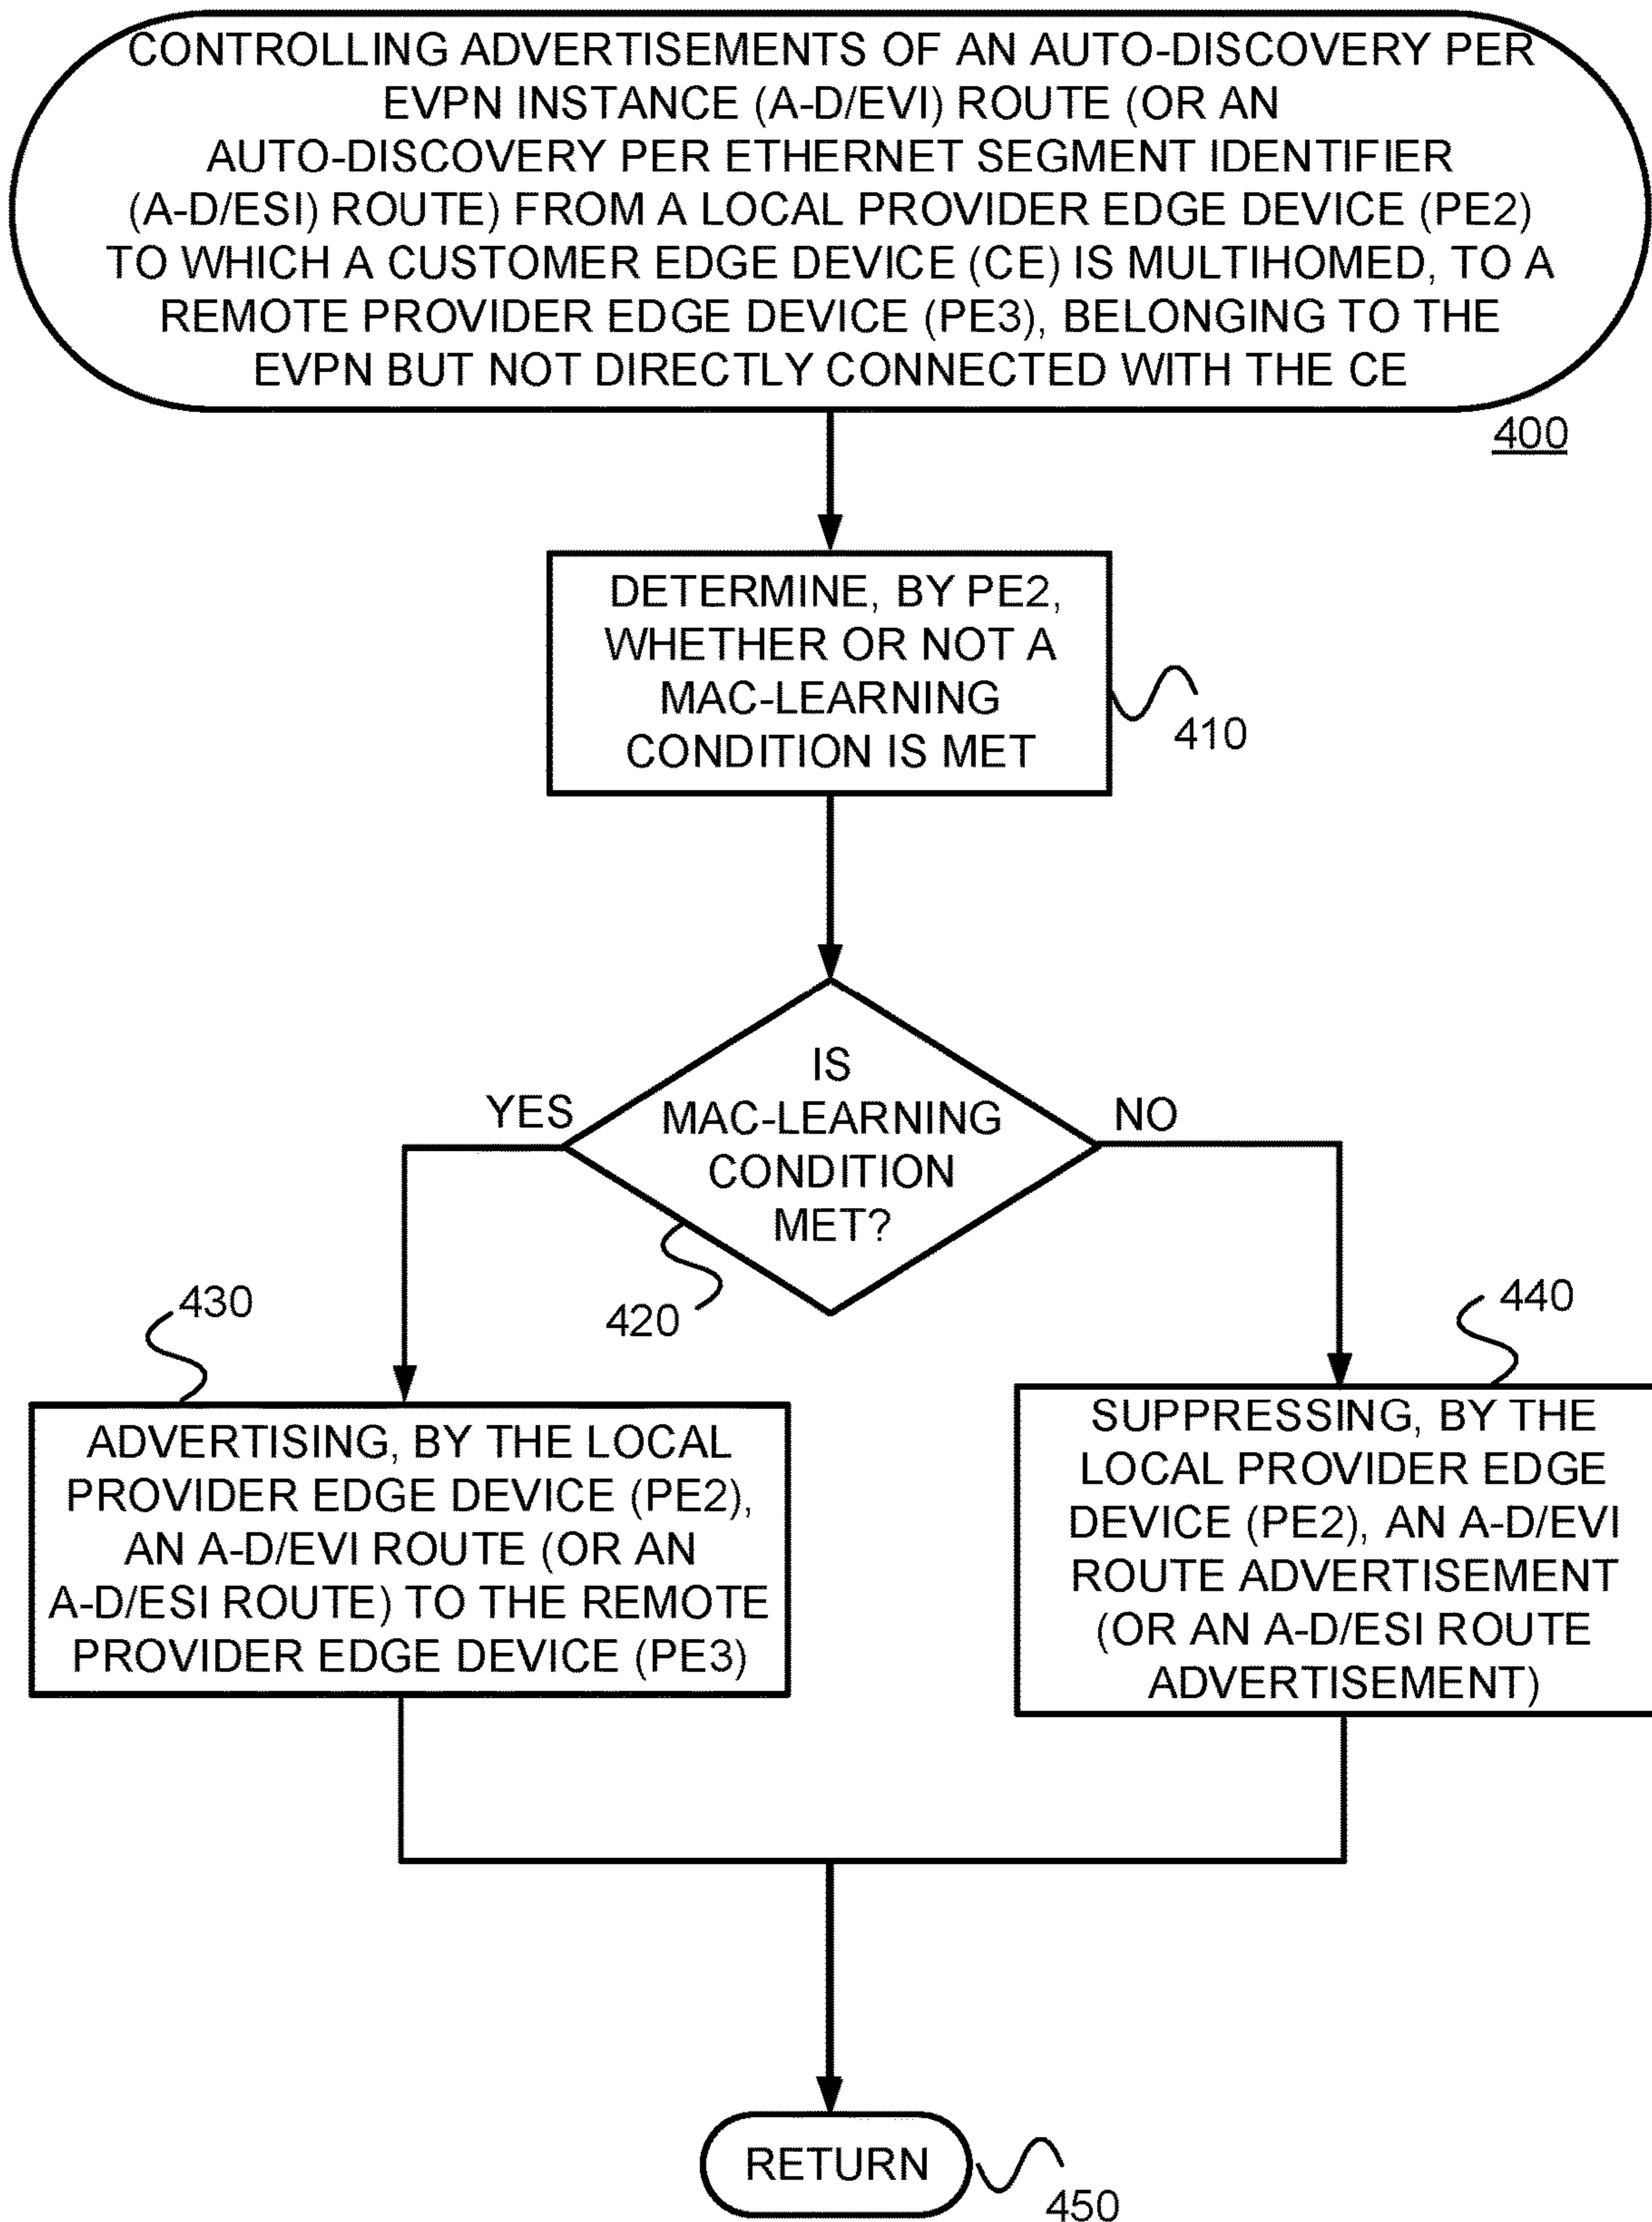 CONTROLLING ADVERTISEMENTS OF AN AUTO-DISCOVERY PER
EVPN INSTANCE (A-D/EVI) ROUTE (OR AN
AUTO-DISCOVERY PER ETHERNET SEGMENT IDENTIFIER
(A-D/ESI) ROUTE) FROM A LOCAL PROVIDER EDGE DEVICE (PE2)
TO WHICH A CUSTOMER EDGE DEVICE (CE) IS MULTIHOMED, TO A
REMOTE PROVIDER EDGE DEVICE (PE3), BELONGING TO THE
EVPN BUT NOT DIRECTLY CONNECTED WITH THE CE
400
DETERMINE, BY PE2,
WHETHER OR NOT A
MAC-LEARNING
CONDITION IS MET
410
IS
MAC-LEARNING
CONDITION
MET?
YES
NO
420
430
440
ADVERTISING, BY THE LOCAL
PROVIDER EDGE DEVICE (PE2),
AN A-D/EVI ROUTE (OR AN
A-D/ESI ROUTE) TO THE REMOTE
PROVIDER EDGE DEVICE (PE3)
SUPPRESSING, BY THE
LOCAL PROVIDER EDGE
DEVICE (PE2), AN A-D/EVI
ROUTE ADVERTISEMENT
(OR AN A-D/ESI ROUTE
ADVERTISEMENT)
RETURN
450